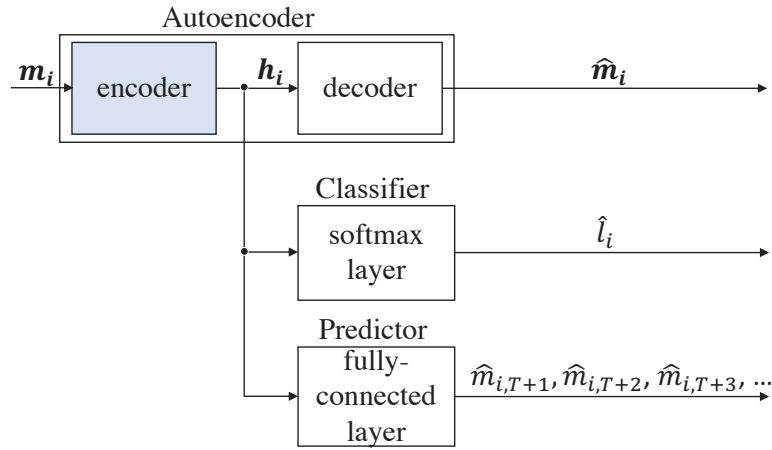 Autoencoder
m_i encoder h_i decoder m̂_i
Classifier
softmax
layer
l̂_i
Predictor
fully-
connected
layer
m̂_{i,T+1}, m̂_{i,T+2}, m̂_{i,T+3}, …